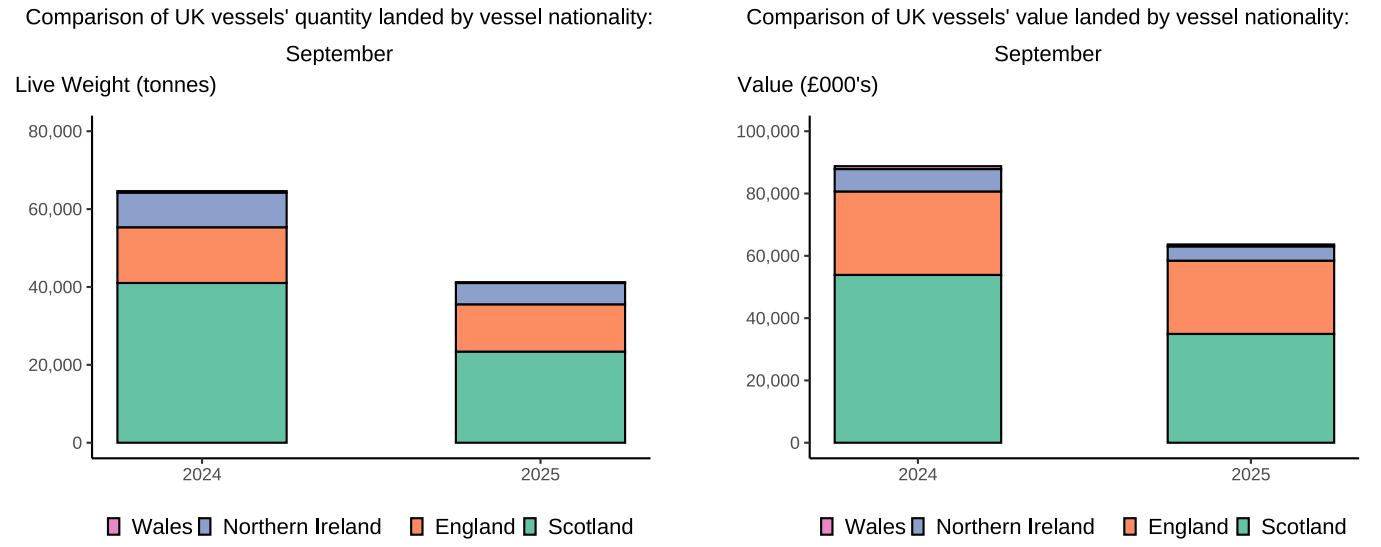 Comparison of UK vessels' quantity landed by vessel nationality:
September
Live Weight (tonnes)
80,000
60,000
40,000
20,000
0
2024
2025
Wales
Northern Ireland
England
Scotland
Comparison of UK vessels' value landed by vessel nationality:
September
Value (£000's)
100,000
80,000
60,000
40,000
20,000
0
2024
2025
Wales
Northern Ireland
England
Scotland